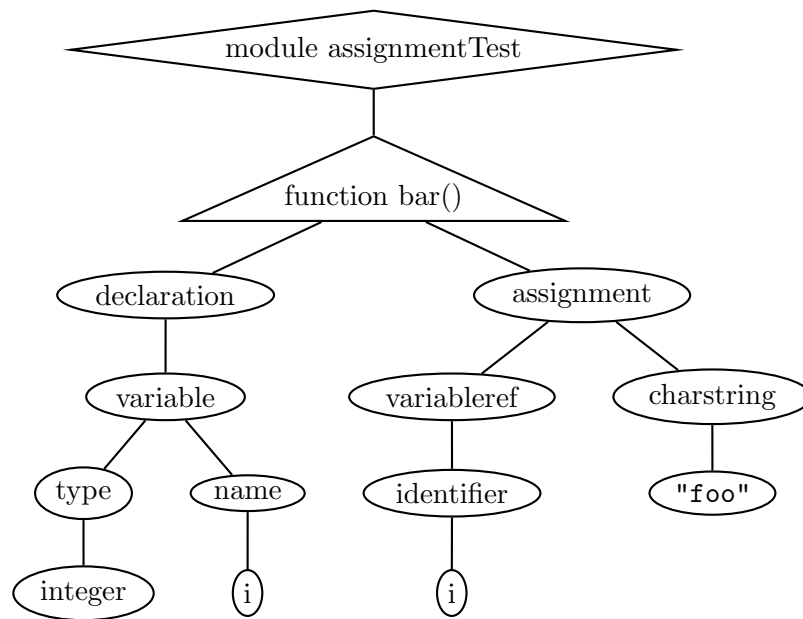 module assignmentTest
function bar()
declaration
assignment
variable
variableref
charstring
type
name
identifier
"foo"
integer
i
i